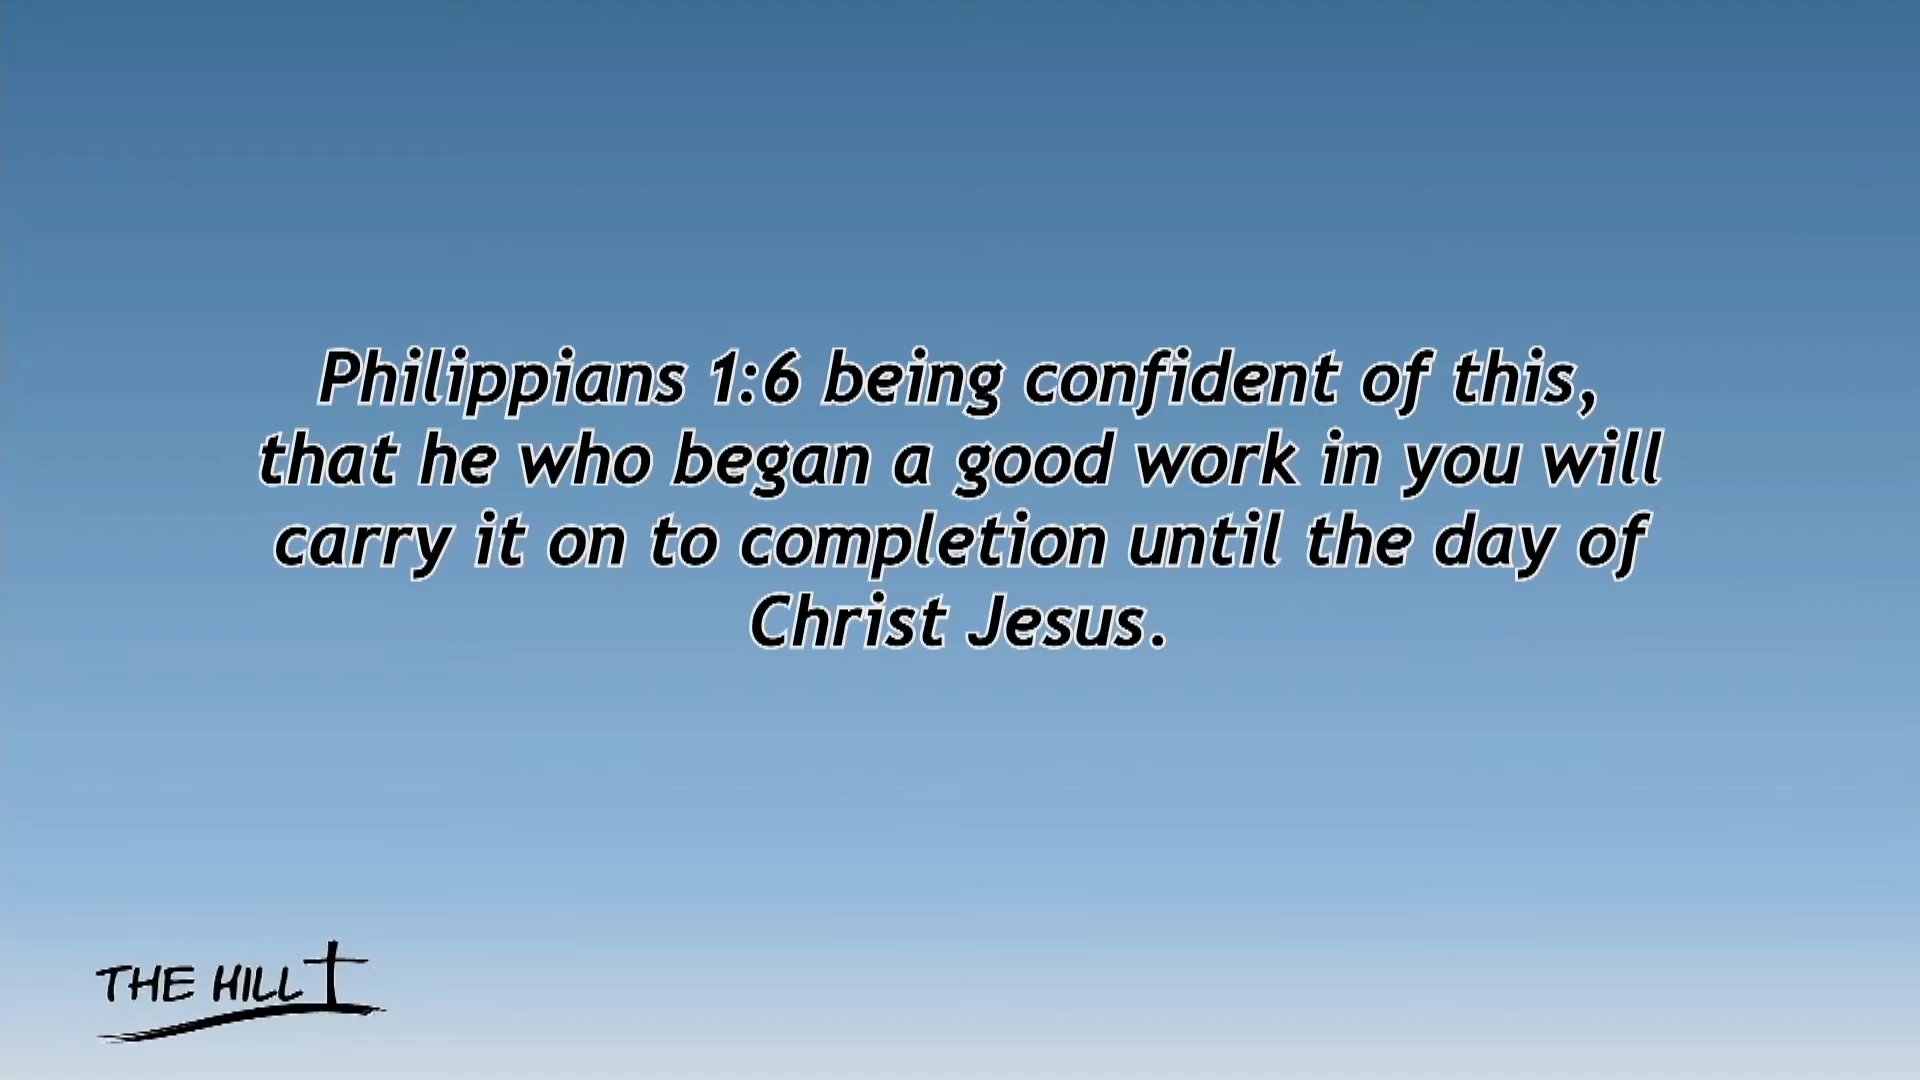 Philippians 1:6 being confident of this,
that he who began a good work in you will
carry it on to completion until the day of
Christ Jesus.
THE HILL